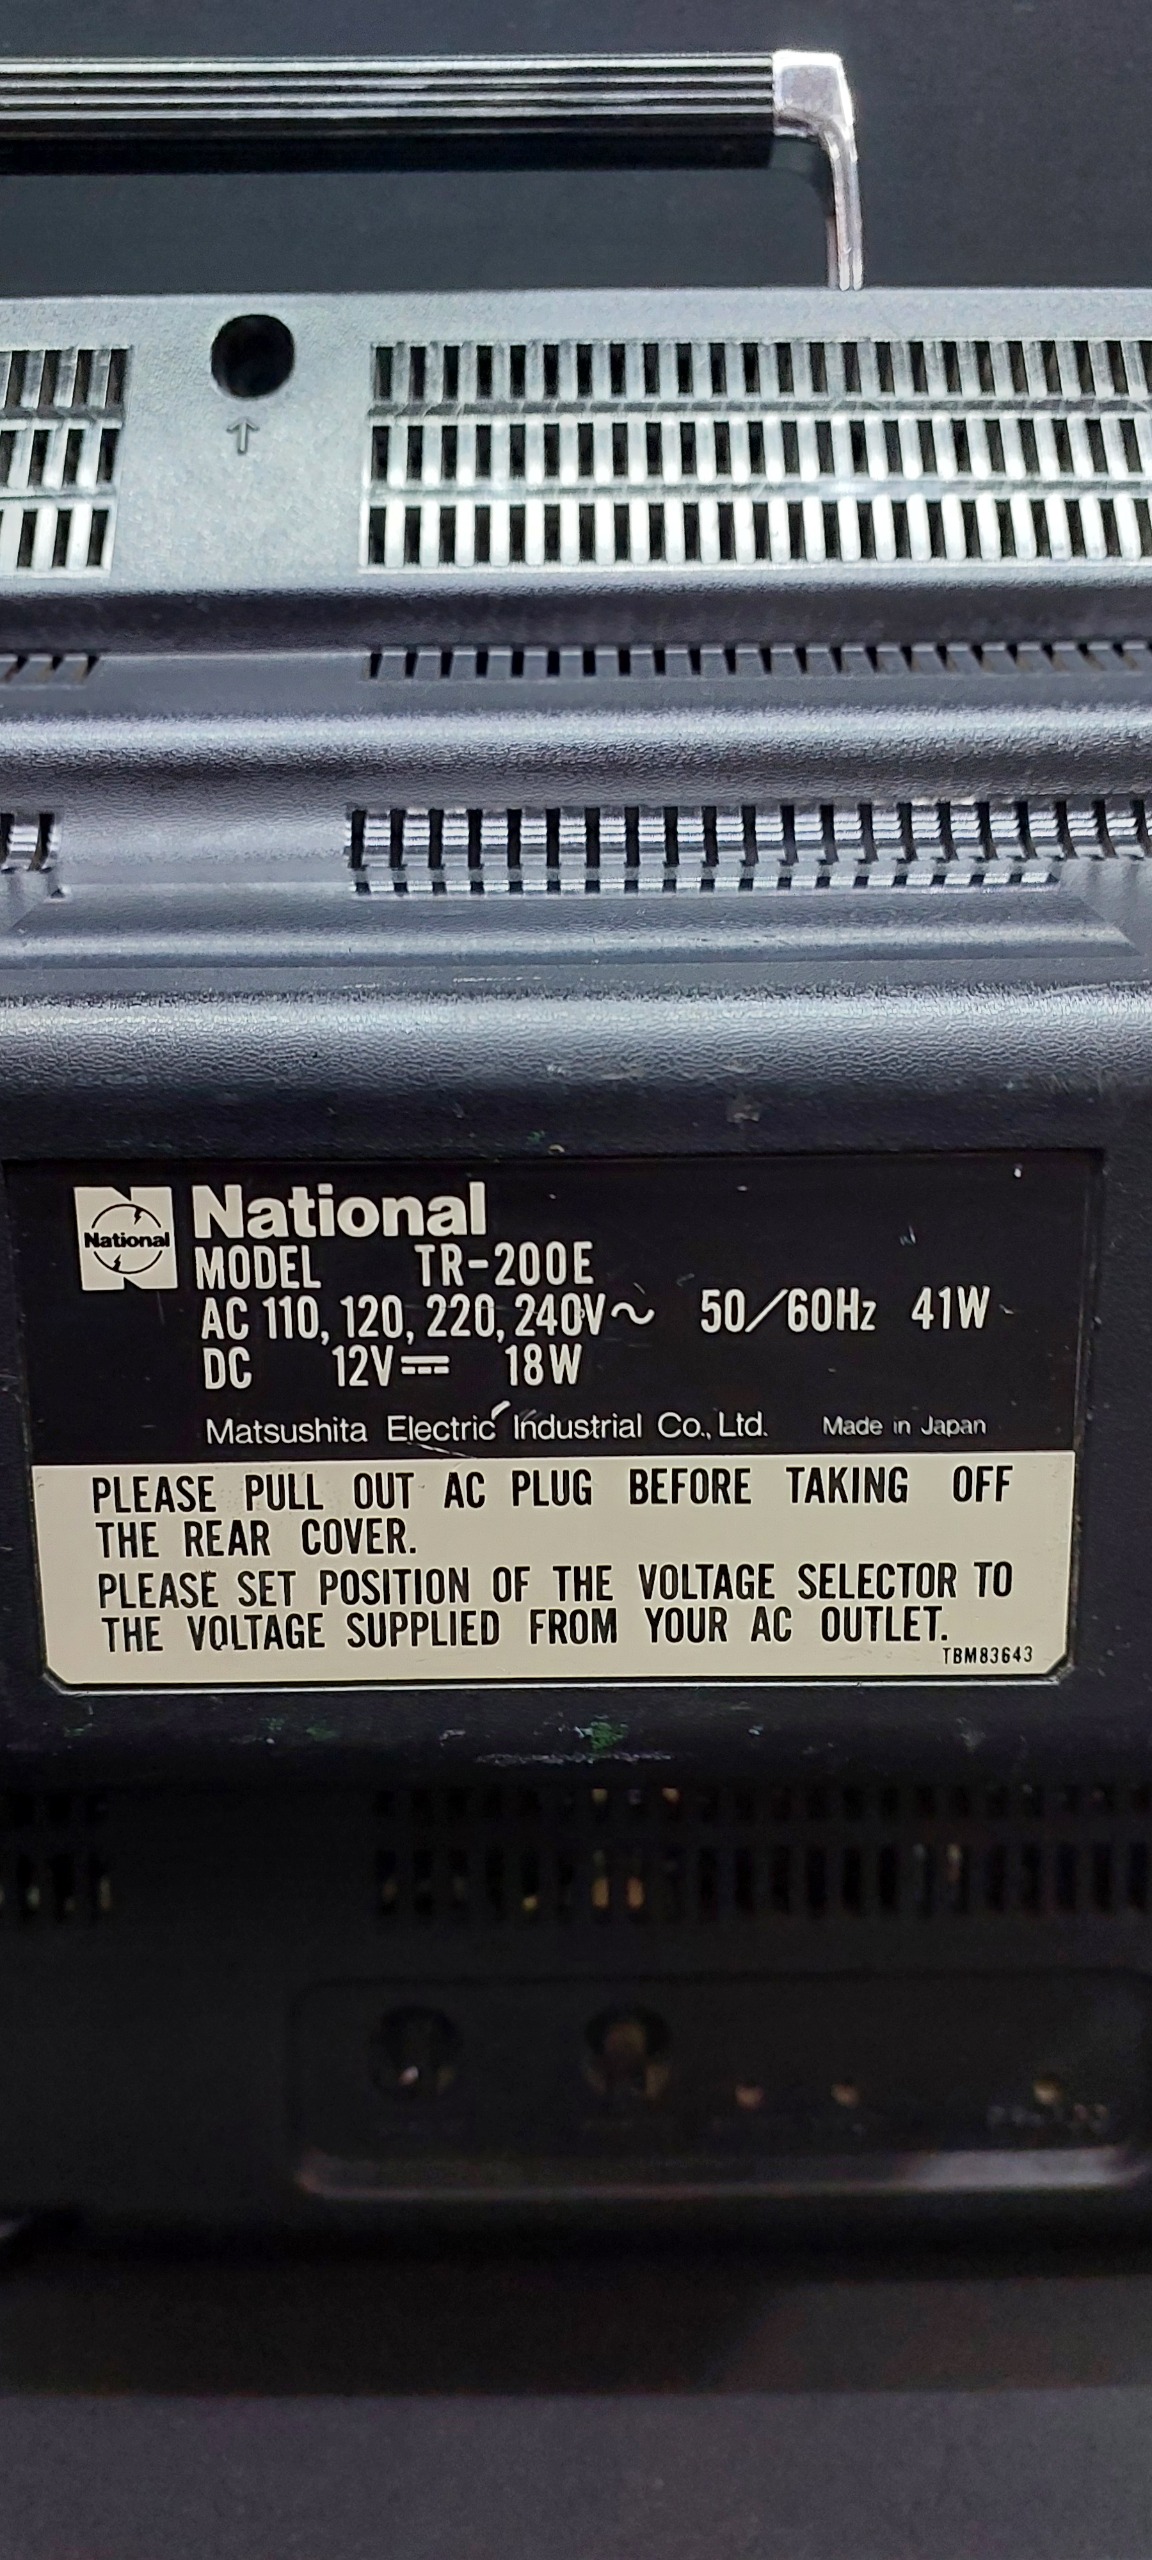 National
National
MODEL TR-200E
AC 110, 120, 220, 240V~ 50/60Hz 41W
DC 12V⎓ 18W
Matsushita Electric Industrial Co., Ltd. Made in Japan
PLEASE PULL OUT AC PLUG BEFORE TAKING OFF
THE REAR COVER.
PLEASE SET POSITION OF THE VOLTAGE SELECTOR TO
THE VOLTAGE SUPPLIED FROM YOUR AC OUTLET.
TBM83643